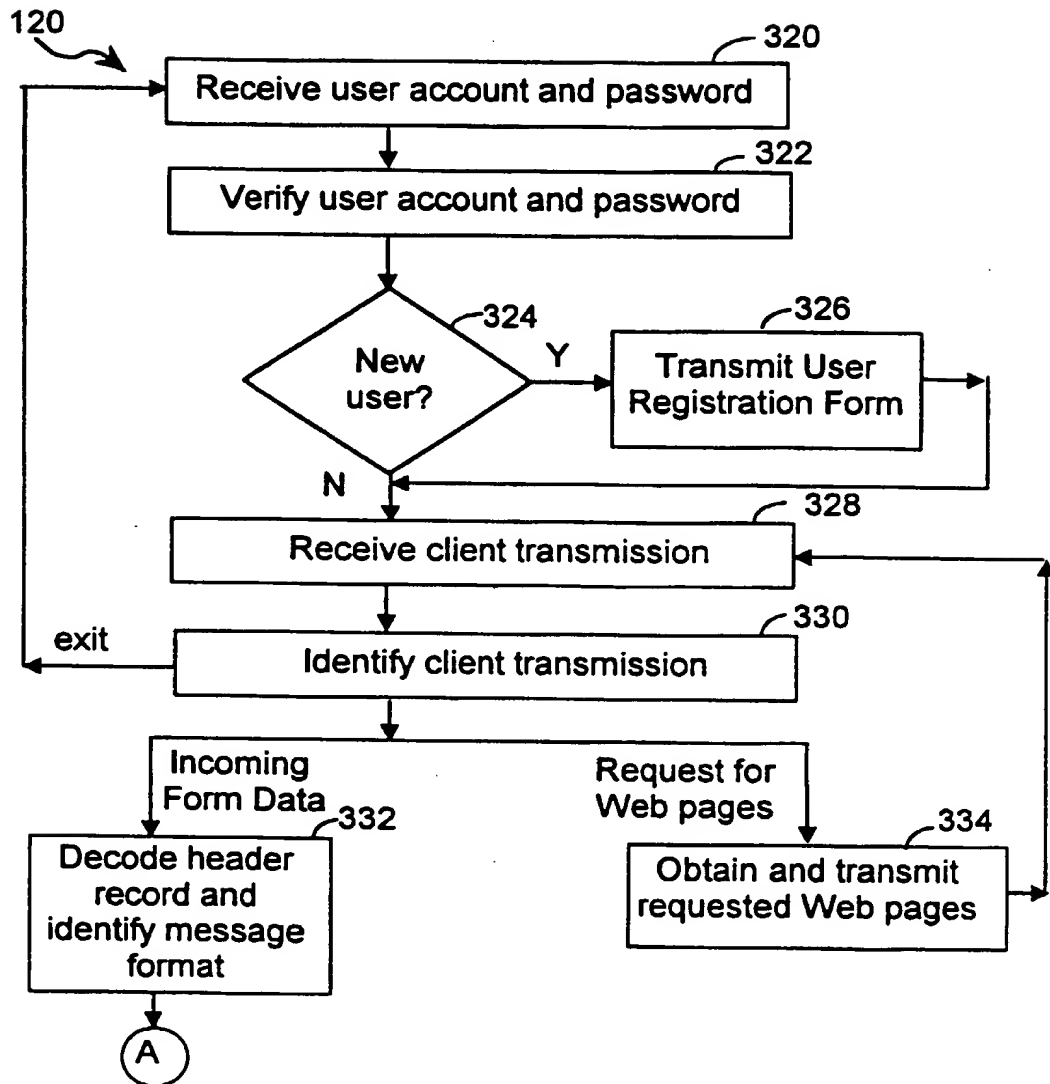 120
320
Receive user account and password
322
Verify user account and password
324
New
user?
Y
326
Transmit User
Registration Form
N
328
Receive client transmission
330
exit
Identify client transmission
Incoming
Form Data
Request for
Web pages
332
Decode header
record and
identify message
format
334
Obtain and transmit
requested Web pages
A